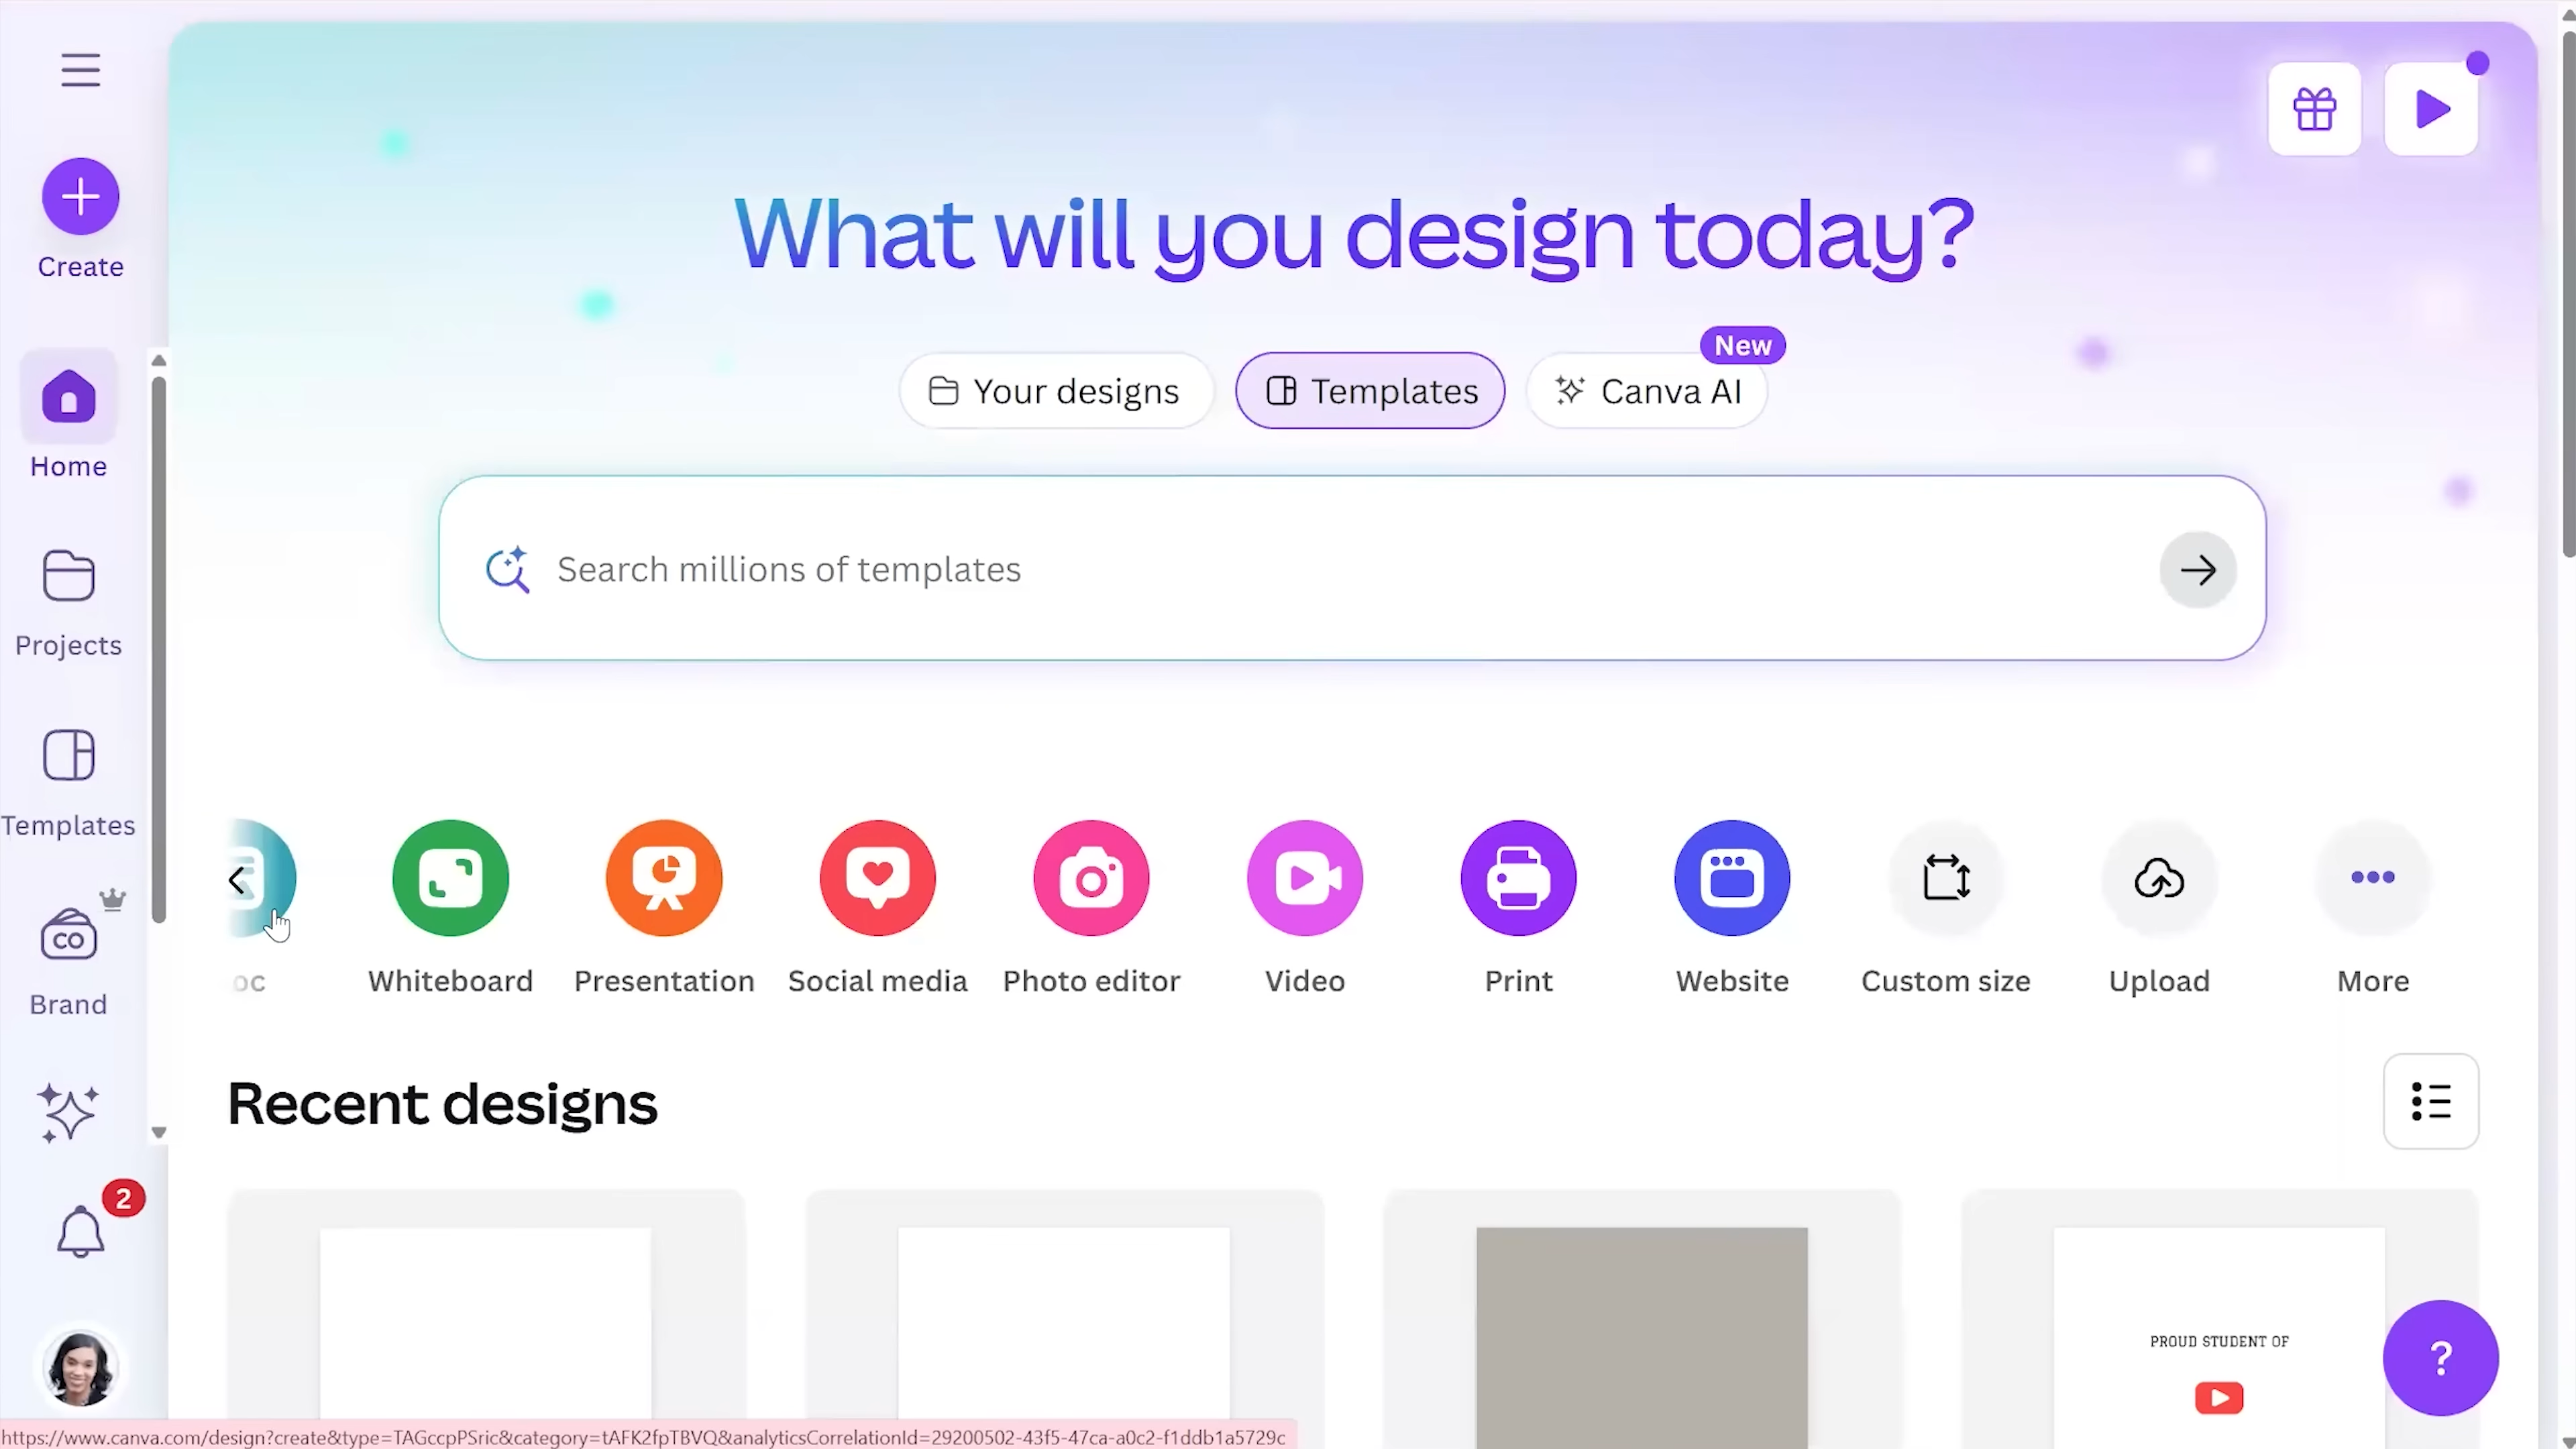 Create
What will you design today?
Your designs
Templates
New
Canva AI
Home
Search millions of templates
Projects
Templates
CO
Brand
oc
Whiteboard
Presentation
Social media
Photo editor
Video
Print
Website
Custom size
Upload
More
Recent designs
2
PROUD STUDENT OF
?
https://www.canva.com/design?create&type=TAGccpPSric&category=tAFK2fpTBVQ&analyticsCorrelationId=29200502-43f5-47ca-a0c2-f1ddb1a5729c